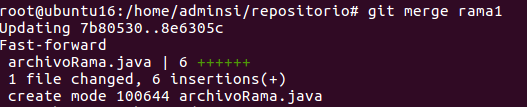 root@ubuntu16:/home/adminsi/repositorio# git merge rama1
Updating 7b80530..8e6305c
Fast-forward
 archivoRama.java | 6 ++++++
 1 file changed, 6 insertions(+)
 create mode 100644 archivoRama.java